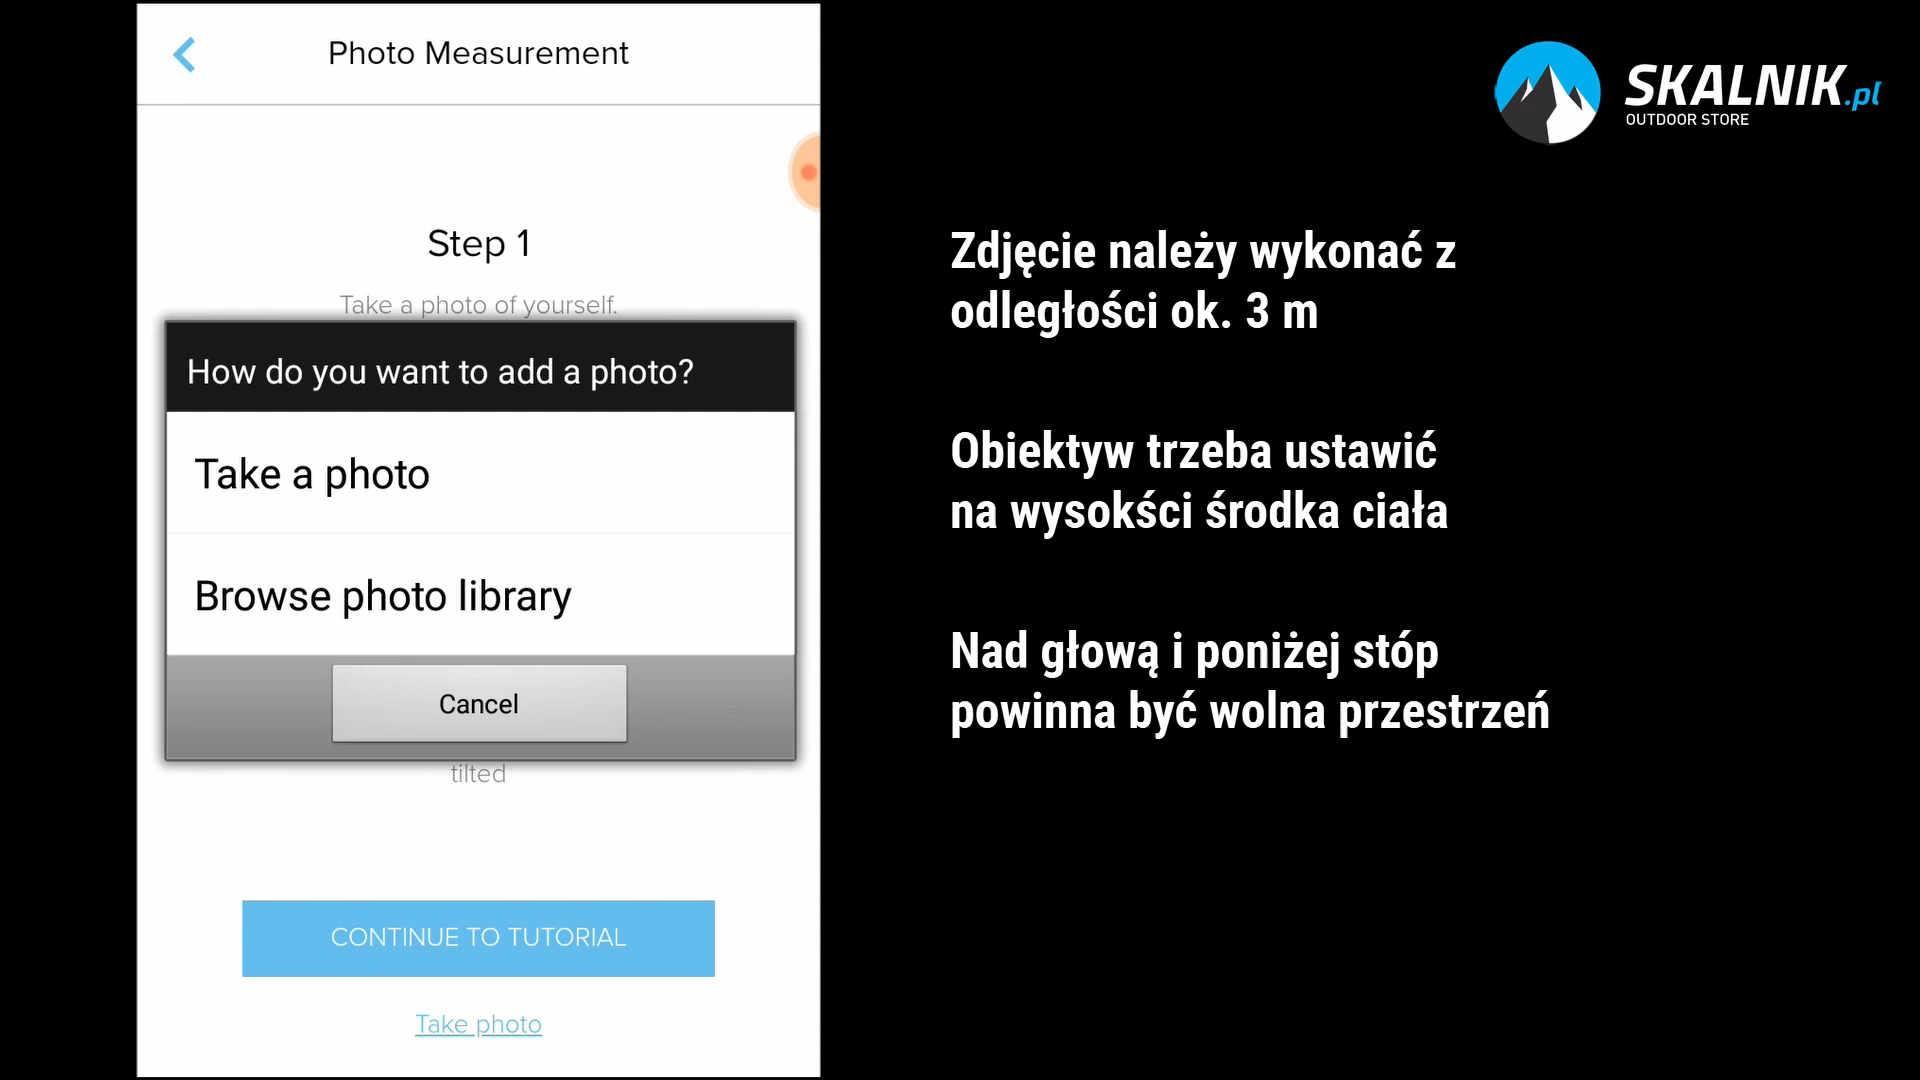 Photo Measurement
Step 1
Take a photo of yourself.
How do you want to add a photo?
Take a photo
Browse photo library
Cancel
tilted
CONTINUE TO TUTORIAL
Take photo
SKALNIK.pl
OUTDOOR STORE
Zdjęcie należy wykonać z
odległości ok. 3 m
Obiektyw trzeba ustawić
na wysokści środka ciała
Nad głową i poniżej stóp
powinna być wolna przestrzeń